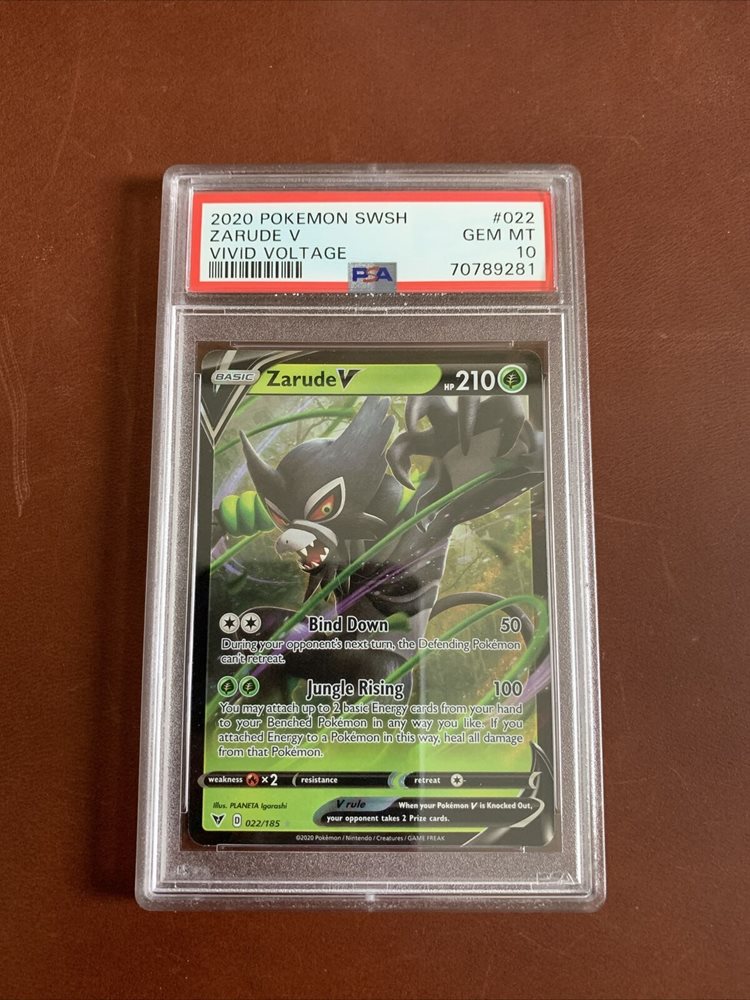 2020 POKEMON SWSH #022
ZARUDE V GEM MT
VIVID VOLTAGE 10
PSA 70789281
BASIC Zarude V HP 210
Bind Down 50
During your opponent's next turn, the Defending Pokémon
can't retreat.
Jungle Rising 100
You may attach up to 2 basic Energy cards from your hand
to your Benched Pokémon in any way you like. If you
attached Energy to a Pokémon in this way, heal all damage
from that Pokémon.
weakness ×2 resistance retreat
Illus. PLANETA Igarashi
V rule When your Pokémon V is Knocked Out,
your opponent takes 2 Prize cards.
D 022/185
©2020 Pokémon / Nintendo / Creatures / GAME FREAK